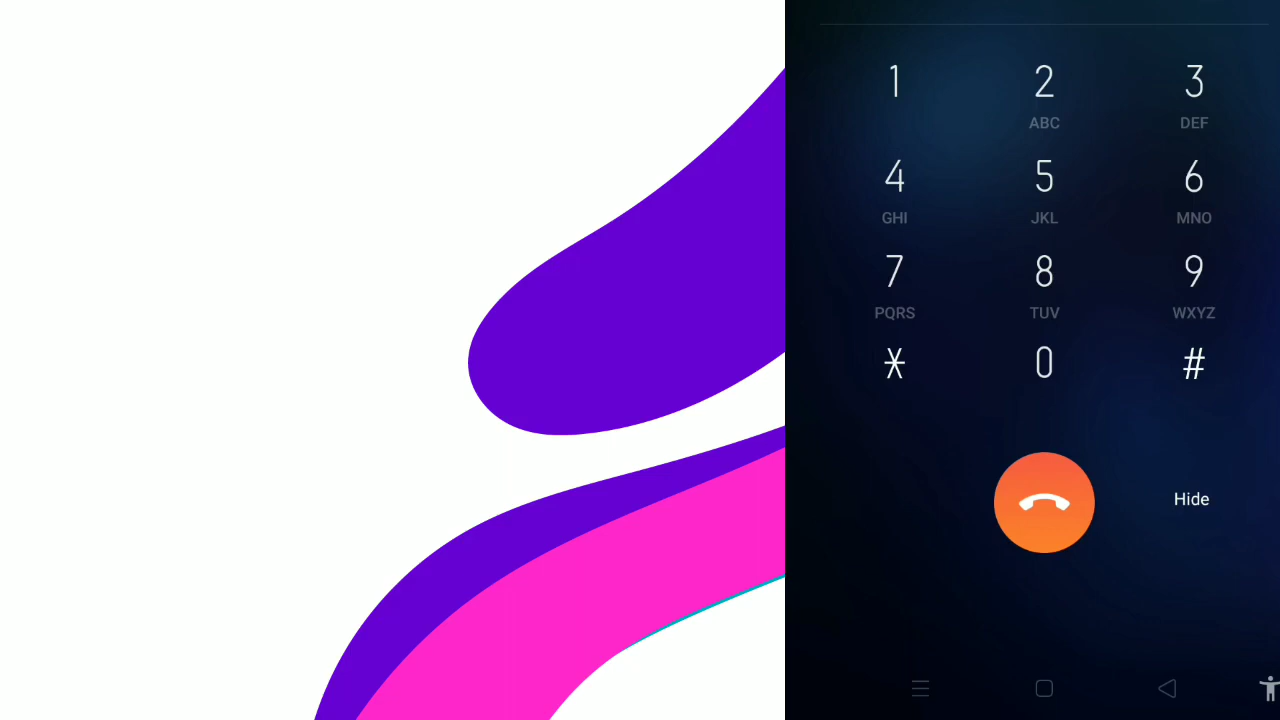 1 2 3
ABC DEF
4 5 6
GHI JKL MNO
7 8 9
PQRS TUV WXYZ
* 0 #
Hide